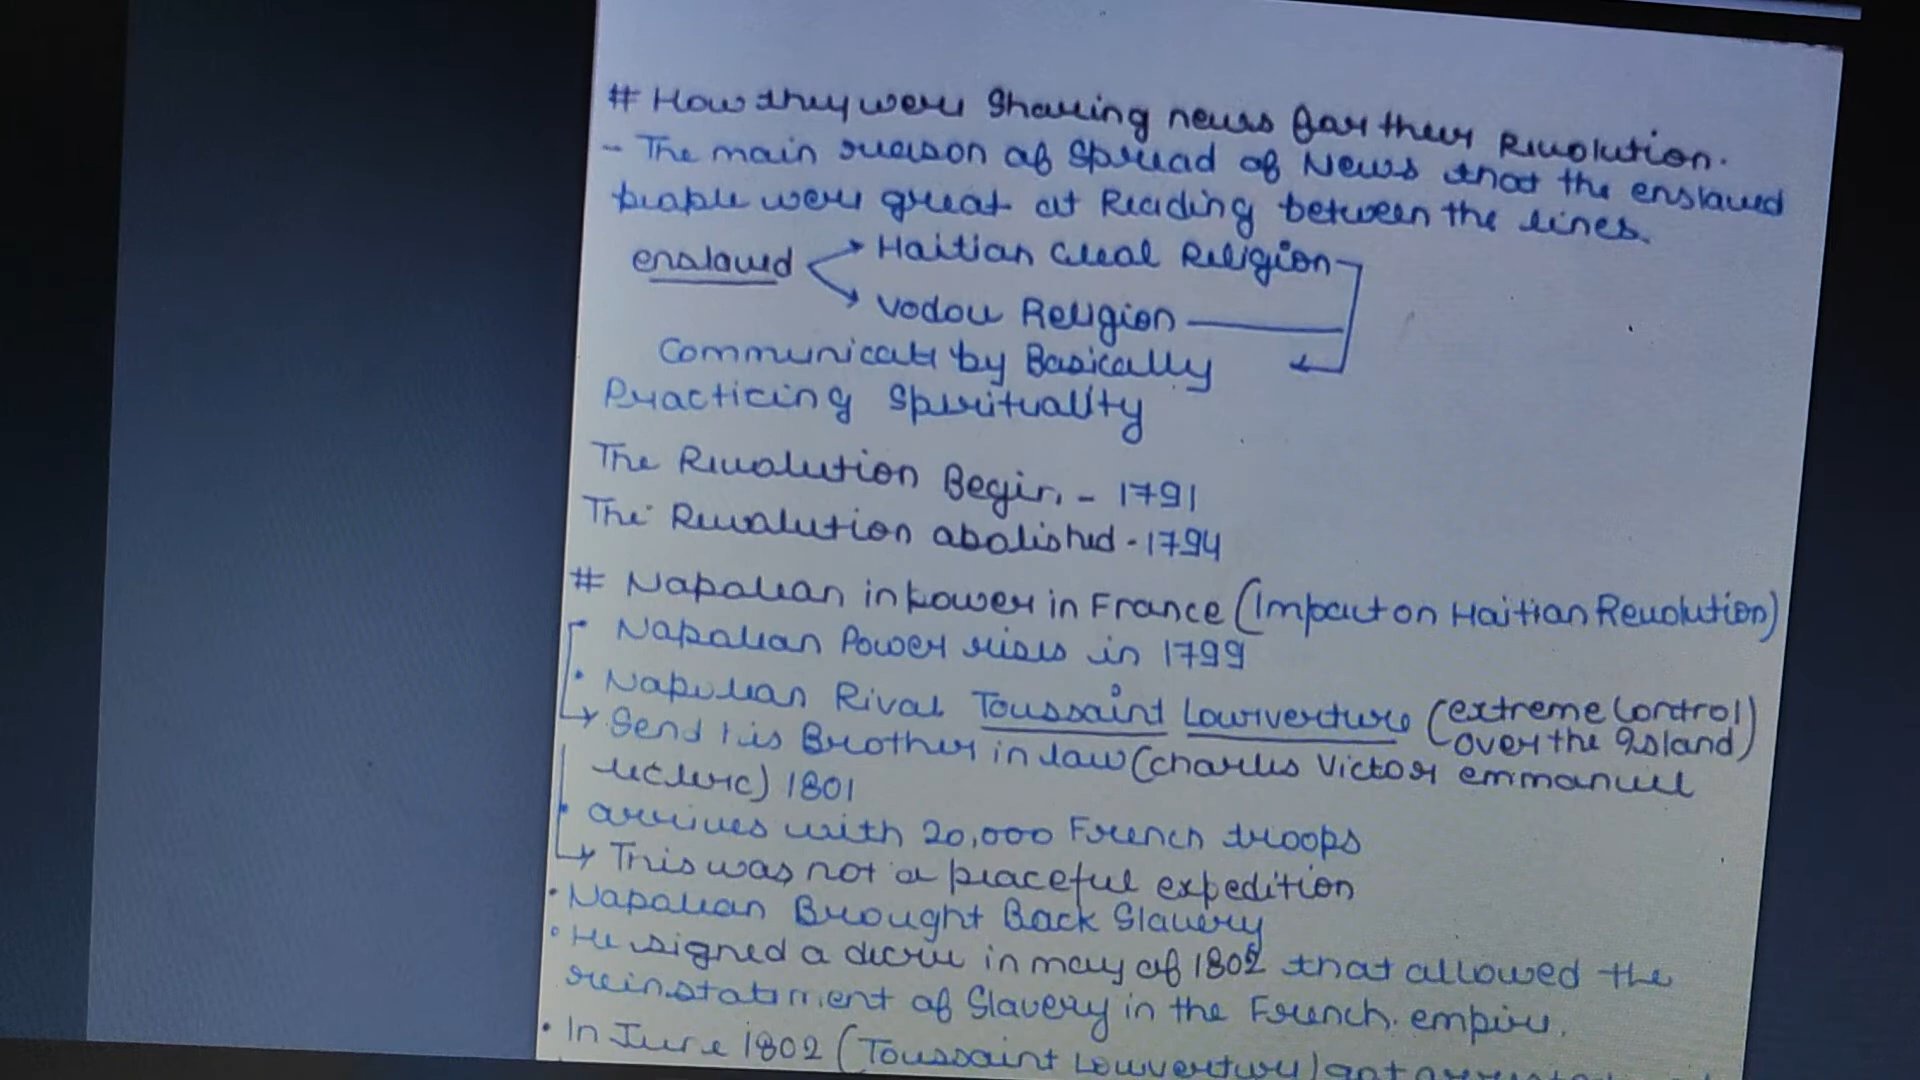 # How they were Sharing news for their Revolution.
- The main reason of Spread of News that the enslaved
people were great at Reading between the lines.
enslaved → Haitian Creal Religion
→ Vodou Religion
Communicate by Basically
Practicing Spirituality
The Revolution Begin - 1791
The Revolution abolished - 1794
# Napolean in power in France (Impact on Haitian Revolution)
Napolean Power rises in 1799
• Napolean Rival Toussaint Louverture (extreme Control
over the Island)
→ Send his Brother in law (Charles Victor emmanuel
leclerc) 1801
• arrives with 20,000 French troops
→ This was not a peaceful expedition
• Napolean Brought Back Slavery
• He signed a decree in may of 1802 that allowed the
reinstatement of Slavery in the French empire.
• In June 1802 (Toussaint Louverture) got